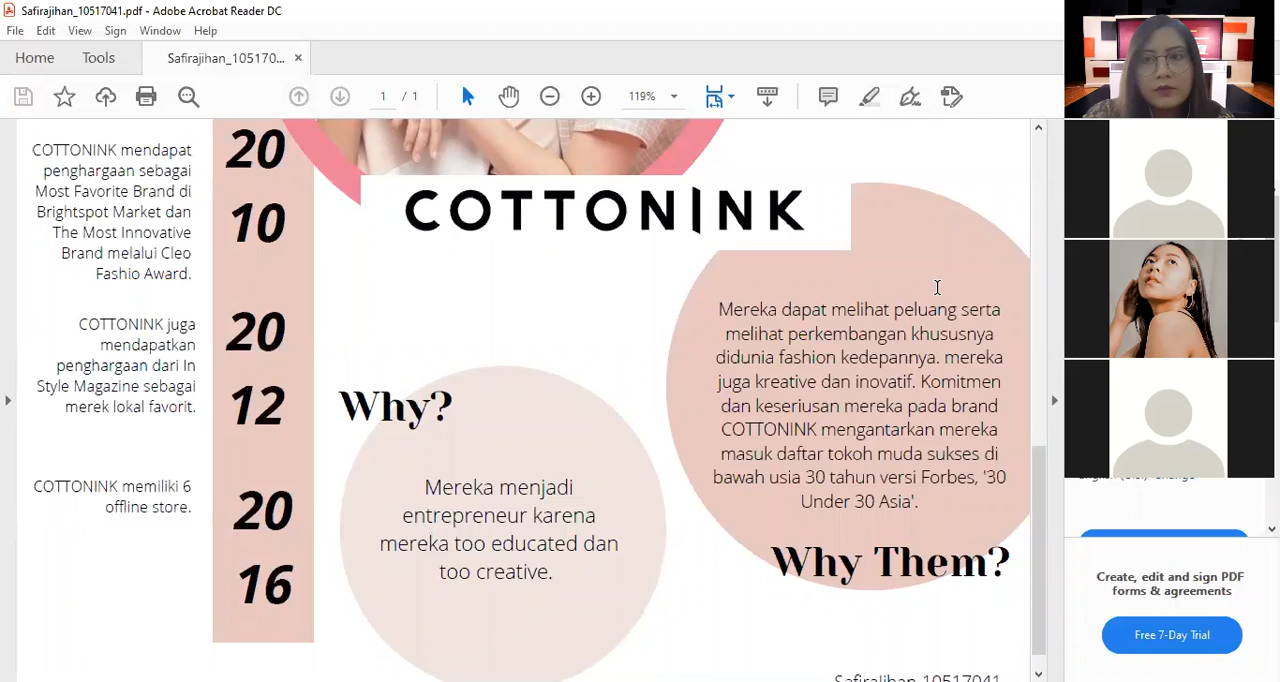 Safirajihan_10517041.pdf - Adobe Acrobat Reader DC
File Edit View Sign Window Help
Home Tools Safirajihan_105170... ×
1 / 1 119%
COTTONINK mendapat
penghargaan sebagai
Most Favorite Brand di
Brightspot Market dan
The Most Innovative
Brand melalui Cleo
Fashio Award.
20
10
COTTONINK juga
mendapatkan
penghargaan dari In
Style Magazine sebagai
merek lokal favorit.
20
12
COTTONINK memiliki 6
offline store.
20
16
COTTONINK
Why?
Mereka menjadi
entrepreneur karena
mereka too educated dan
too creative.
Mereka dapat melihat peluang serta
melihat perkembangan khususnya
didunia fashion kedepannya. mereka
juga kreative dan inovatif. Komitmen
dan keseriusan mereka pada brand
COTTONINK mengantarkan mereka
masuk daftar tokoh muda sukses di
bawah usia 30 tahun versi Forbes, '30
Under 30 Asia'.
Why Them?
SafiraJihan_10517041
Create, edit and sign PDF
forms & agreements
Free 7-Day Trial